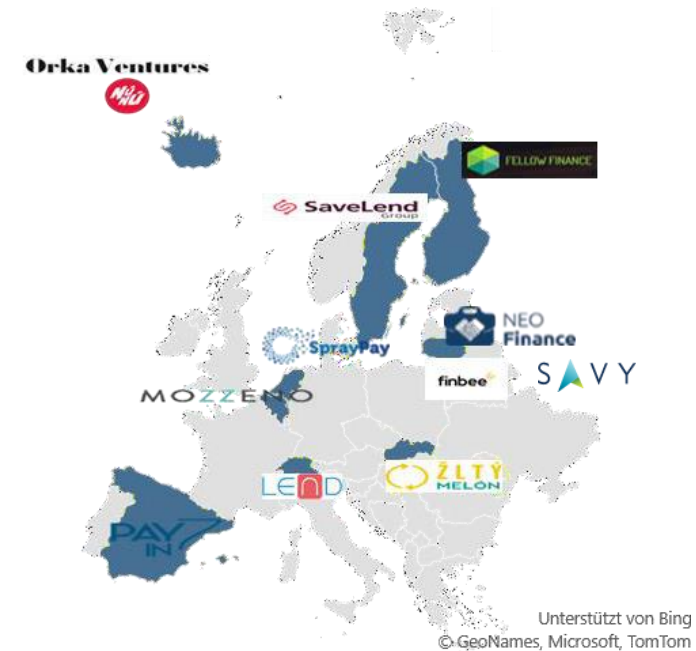 Orka Ventures
NúNú
FELLOW FINANCE
SaveLend
Group
NEO
Finance
SprayPay
finbee
SAVY
MOZZENO
ŽLTÝ
MELÓN
LEND
PAY
IN 7
Unterstützt von Bing
© GeoNames, Microsoft, TomTom